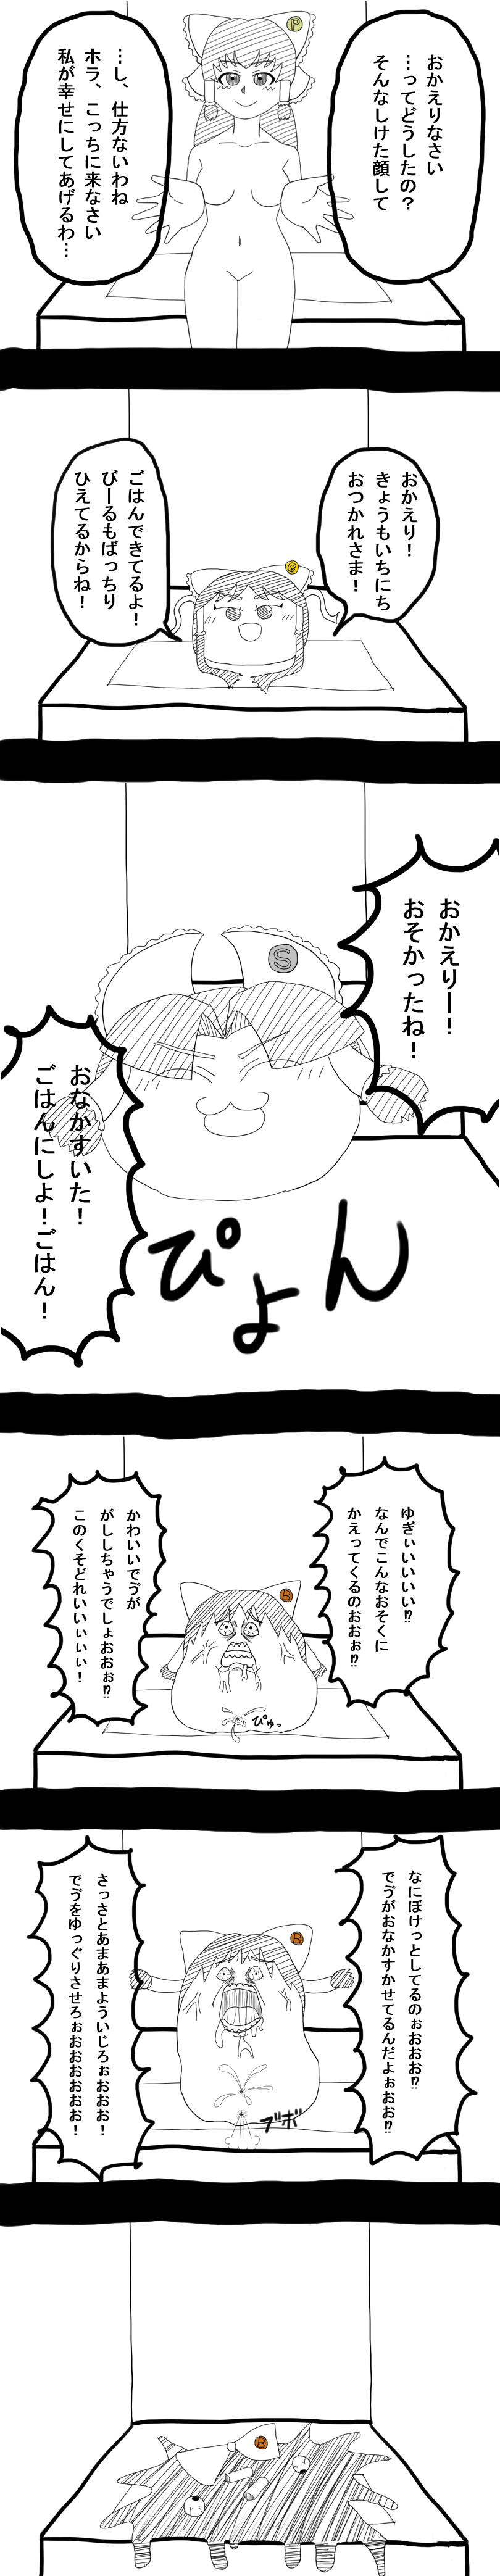 P
おかえりなさい
…ってどうしたの？
そんなしけた顔して
…し、仕方ないわね
ホラ、こっちに来なさい
私が幸せにしてあげるわ…
G
おかえり！
きょうもいちにち
おつかれさま！
ごはんできてるよ！
びーるもばっちり
ひえてるからね！
S
おかえりー！
おそかったね！
おなかすいた！
ごはんにしよ！ごはん！
ぴょん
ゆぎぃいいいい⁉
なんでこんなおそくに
かえってくるのおおぉ⁉
B
かわいいでゔが
がししちゃうでしょおおぉ⁉
このくそどれいいぃぃぃ！
ぴゅっ
なにぼけっとしてるのぉおおお⁉
でゔがおなかすかせてるんだよぉおお⁉
B
さっさとあまあまよういじろぉおおお！
でゔをゆっぐりさせろぉおおおおおお！
ブボ
B